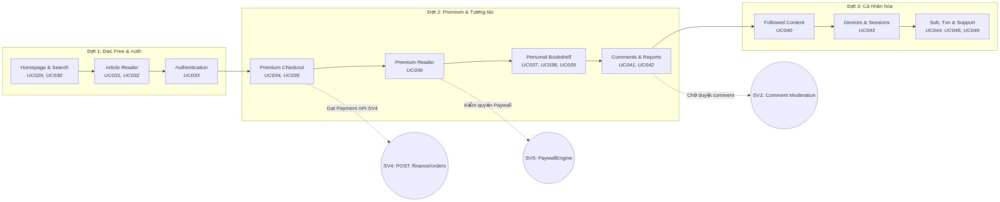 Đợt 1: Đọc Free & Auth
Homepage & Search
UC029, UC030
Article Reader
UC031, UC032
Authentication
UC033
Đợt 2: Premium & Tương tác
Premium Checkout
UC034, UC035
Premium Reader
UC036
Personal Bookshelf
UC037, UC038, UC039
Comments & Reports
UC041, UC042
Đợt 3: Cá nhân hóa
Followed Content
UC040
Devices & Sessions
UC043
Sub, Txn & Support
UC044, UC045, UC046
Gọi Payment API SV4
Kiểm quyền Paywall
Chờ duyệt comment
SV4: POST /finance/orders
SV5: PaywallEngine
SV2: Comment Moderation